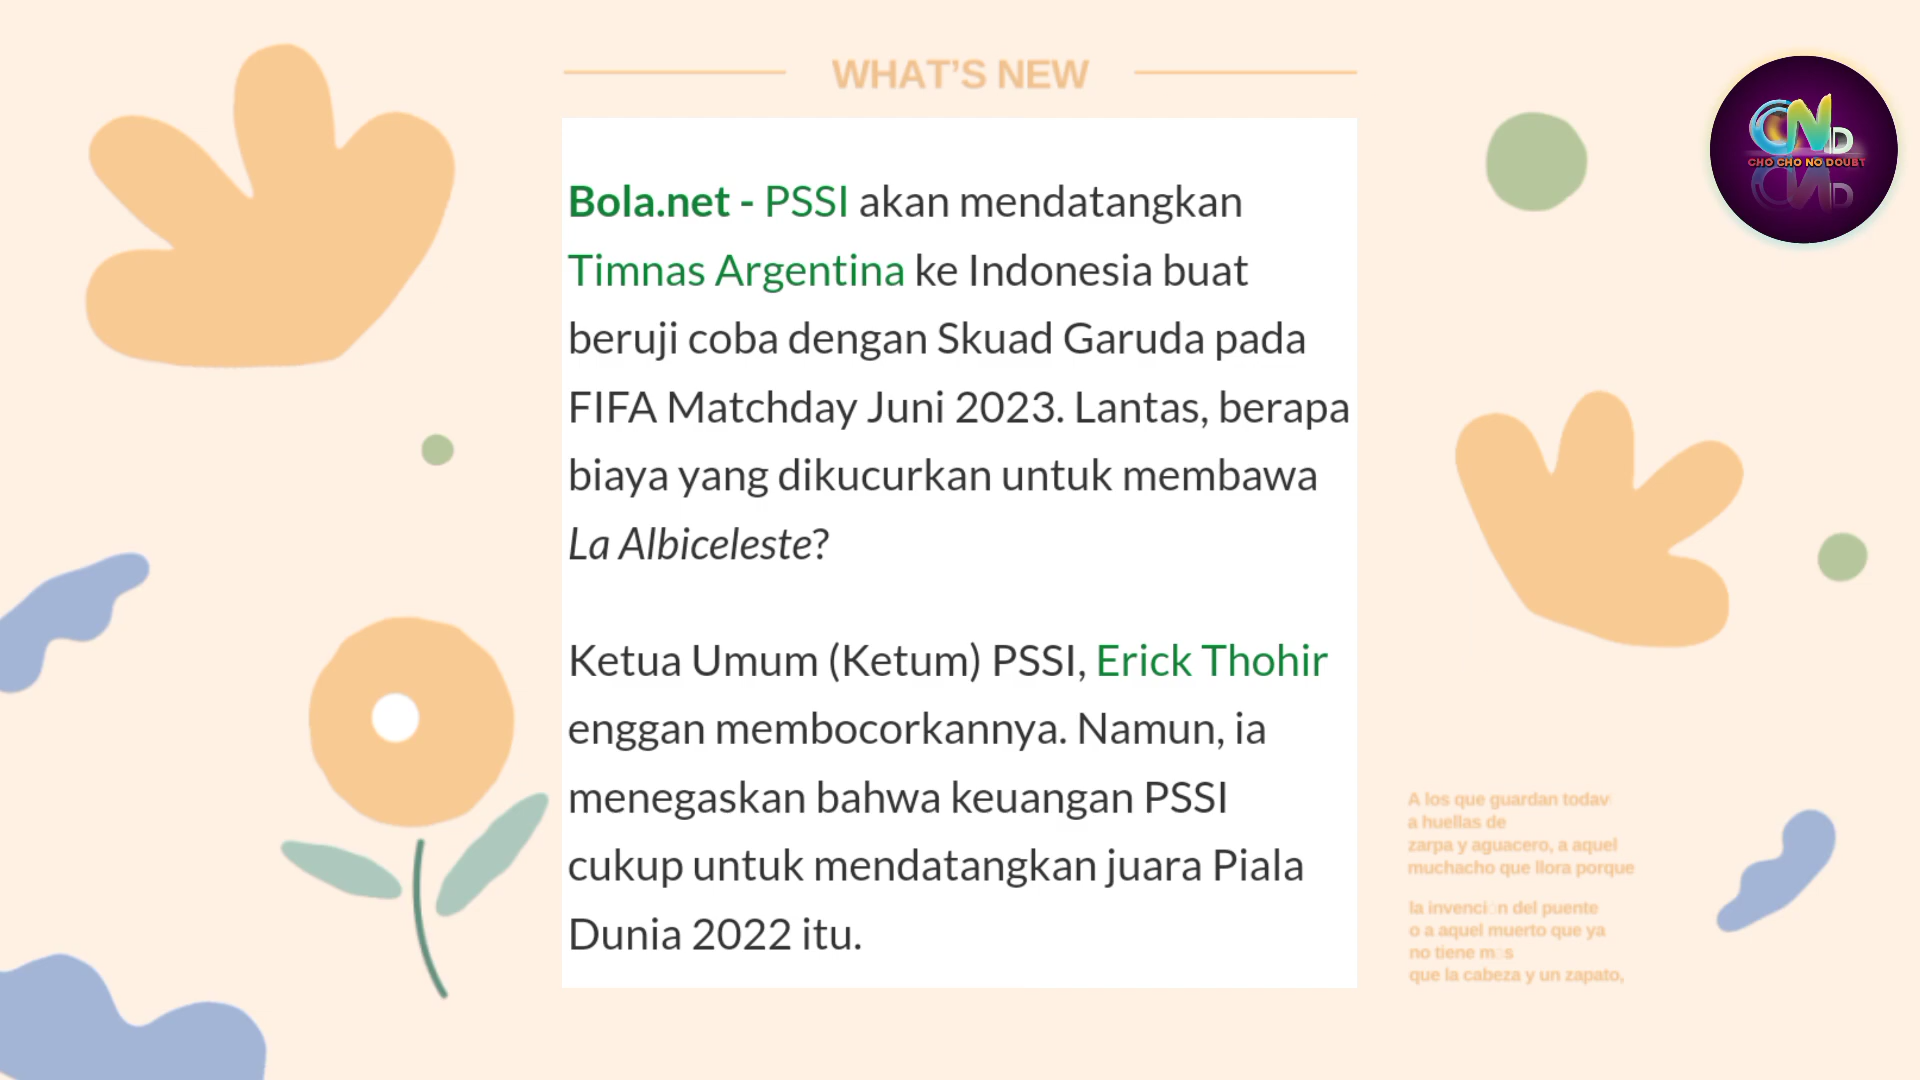 WHAT'S NEW
Bola.net - PSSI akan mendatangkan
Timnas Argentina ke Indonesia buat
beruji coba dengan Skuad Garuda pada
FIFA Matchday Juni 2023. Lantas, berapa
biaya yang dikucurkan untuk membawa
La Albiceleste?
Ketua Umum (Ketum) PSSI, Erick Thohir
enggan membocorkannya. Namun, ia
menegaskan bahwa keuangan PSSI
cukup untuk mendatangkan juara Piala
Dunia 2022 itu.
CND
CHO CHO NO DOUBT
A los que guardan todav
a huellas de
zarpa y aguacero, a aquel
muchacho que llora porque
la invenci n del puente
o a aquel muerto que ya
no tiene m s
que la cabeza y un zapato,